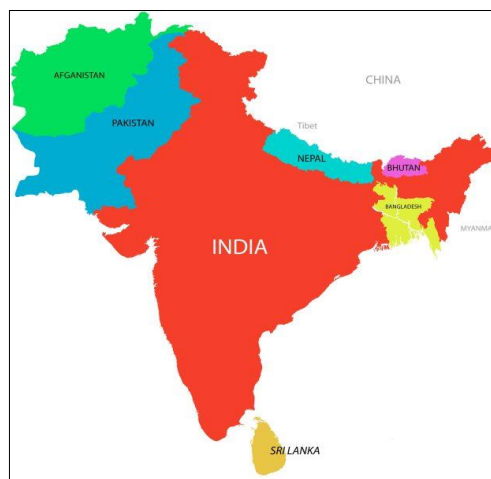 AFGANISTAN
CHINA
PAKISTAN
Tibet
NEPAL
BHUTAN
BANGLADESH
MYANMA
INDIA
SRI LANKA